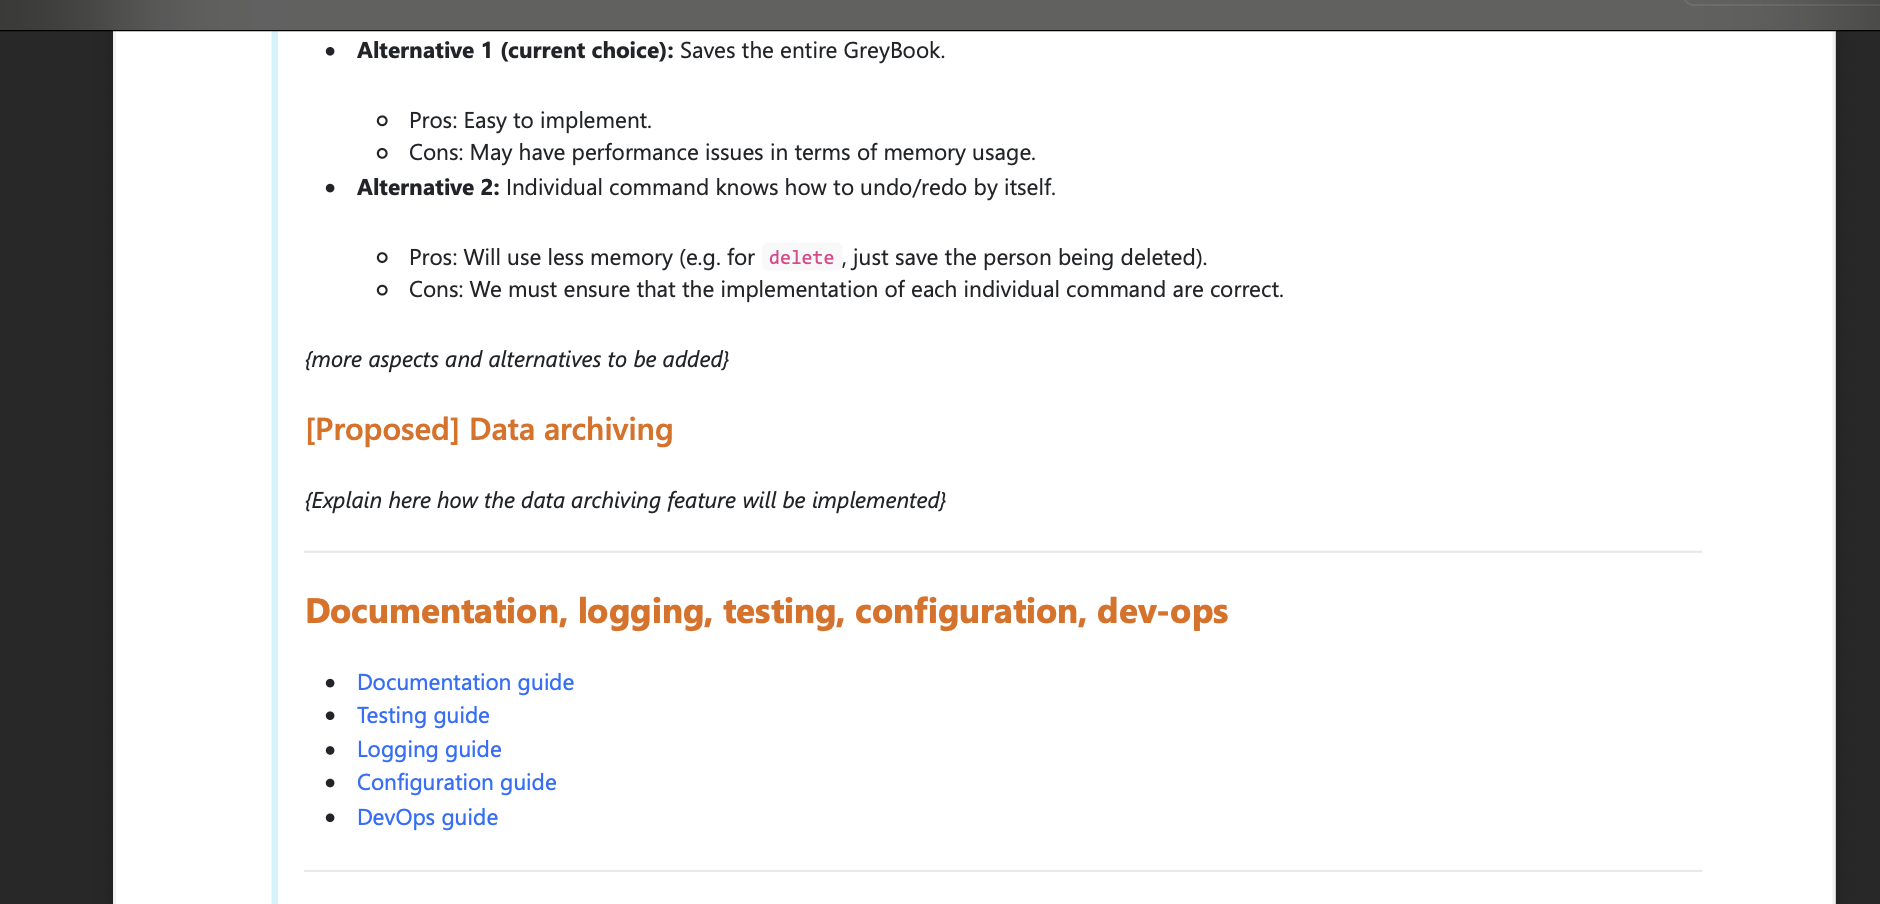 Alternative 1 (current choice): Saves the entire GreyBook.
Pros: Easy to implement.
Cons: May have performance issues in terms of memory usage.
Alternative 2: Individual command knows how to undo/redo by itself.
Pros: Will use less memory (e.g. for delete , just save the person being deleted).
Cons: We must ensure that the implementation of each individual command are correct.
{more aspects and alternatives to be added}
[Proposed] Data archiving
{Explain here how the data archiving feature will be implemented}
Documentation, logging, testing, configuration, dev-ops
Documentation guide
Testing guide
Logging guide
Configuration guide
DevOps guide